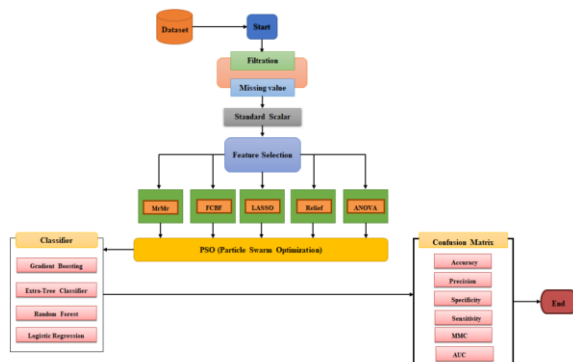 Dataset
Start
Filtration
Missing value
Standard Scalar
Feature Selection
MrMr
FCBF
LASSO
Relief
ANOVA
PSO (Particle Swarm Optimization)
Classifier
Gradient Boosting
Extra-Tree Classifier
Random Forest
Logistic Regression
Confusion Matrix
Accuracy
Precision
Specificity
Sensitivity
MMC
AUC
End